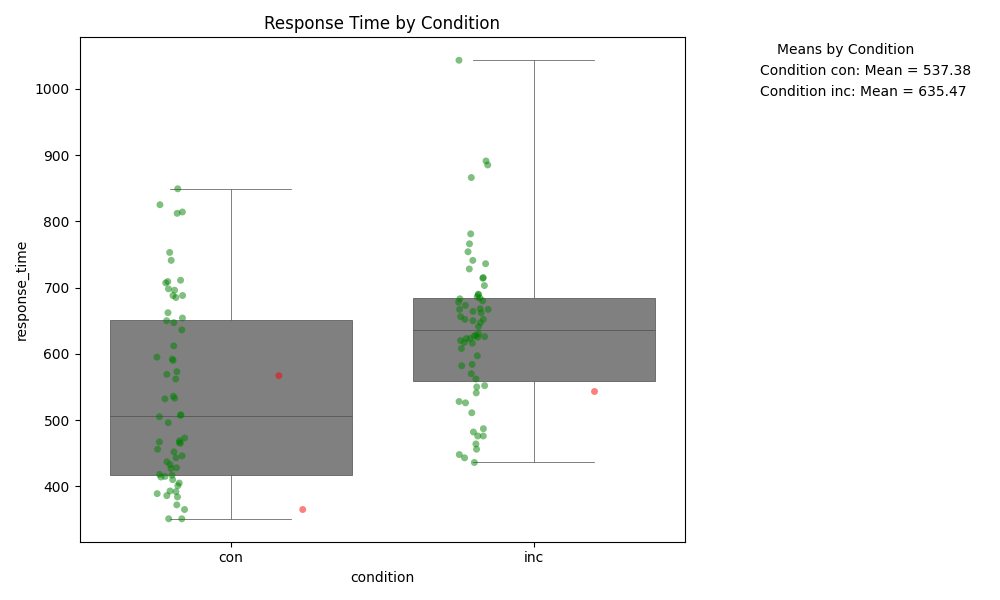 Response Time by Condition
Means by Condition
Condition con: Mean = 537.38
Condition inc: Mean = 635.47
response_time
1000
900
800
700
600
500
400
con
inc
condition